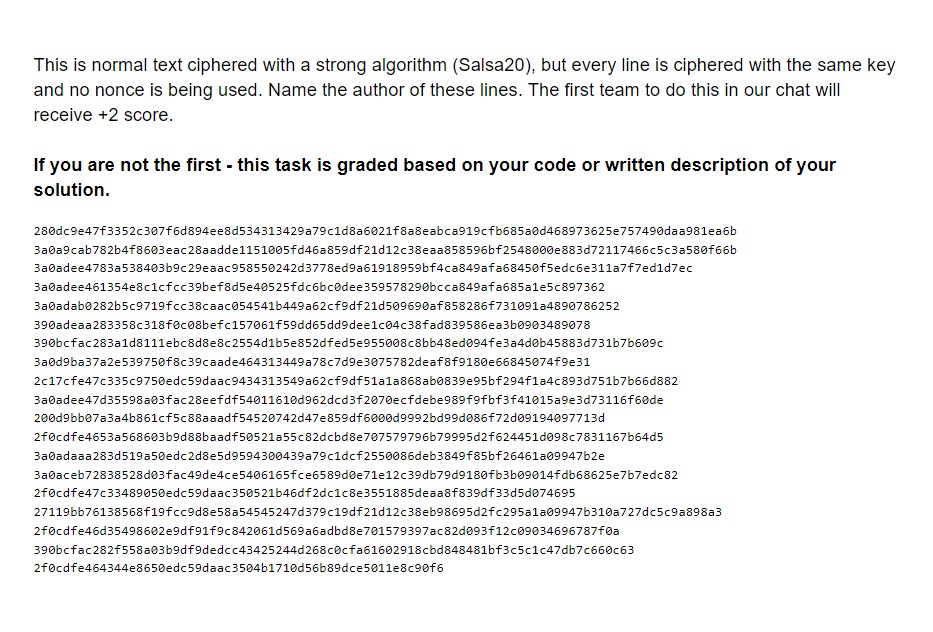 This is normal text ciphered with a strong algorithm (Salsa20), but every line is ciphered with the same key
and no nonce is being used. Name the author of these lines. The first team to do this in our chat will
receive +2 score.
If you are not the first - this task is graded based on your code or written description of your
solution.
280dc9e47f3352c307f6d894ee8d534313429a79c1d8a6021f8a8eabca919cfb685a0d468973625e757490daa981ea6b
3a0a9cab782b4f8603eac28aadde1151005fd46a859df21d12c38eaa858596bf2548000e883d72117466c5c3a580f66b
3a0adee4783a538403b9c29eaac958550242d3778ed9a61918959bf4ca849afa68450f5edc6e311a7f7ed1d7ec
3a0adee461354e8c1cfcc39bef8d5e40525fdc6bc0dee359578290bcca849afa685a1e5c897362
3a0adab0282b5c9719fcc38caac054541b449a62cf9df21d509690af858286f731091a4890786252
390adeaa283358c318f0c08befc157061f59dd65dd9dee1c04c38fad839586ea3b0903489078
390bcfac283a1d8111ebc8d8e8c2554d1b5e852dfed5e955008c8bb48ed094fe3a4d0b45883d731b7b609c
3a0d9ba37a2e539750f8c39caade464313449a78c7d9e3075782deaf8f9180e66845074f9e31
2c17cfe47c335c9750edc59daac9434313549a62cf9df51a1a868ab0839e95bf294f1a4c893d751b7b66d882
3a0adee47d35598a03fac28eefdf54011610d962dcd3f2070ecfdebe989f9fbf3f41015a9e3d73116f60de
200d9bb07a3a4b861cf5c88aaadf54520742d47e859df6000d9992bd99d086f72d09194097713d
2f0cdfe4653a568603b9d88baadf50521a55c82dcbd8e707579796b79995d2f624451d098c7831167b64d5
3a0adaaa283d519a50edc2d8e5d9594300439a79c1dcf2550086deb3849f85bf26461a09947b2e
3a0aceb72838528d03fac49de4ce5406165fce6589d0e71e12c39db79d9180fb3b09014fdb68625e7b7edc82
2f0cdfe47c33489050edc59daac350521b46df2dc1c8e3551885deaa8f839df33d5d074695
27119bb76138568f19fcc9d8e58a54545247d379c19df21d12c38eb98695d2fc295a1a09947b310a727dc5c9a898a3
2f0cdfe46d35498602e9df91f9c842061d569a6adbd8e701579397ac82d093f12c09034696787f0a
390bcfac282f558a03b9df9dedcc43425244d268c0cfa61602918cbd848481bf3c5c1c47db7c660c63
2f0cdfe464344e8650edc59daac3504b1710d56b89dce5011e8c90f6